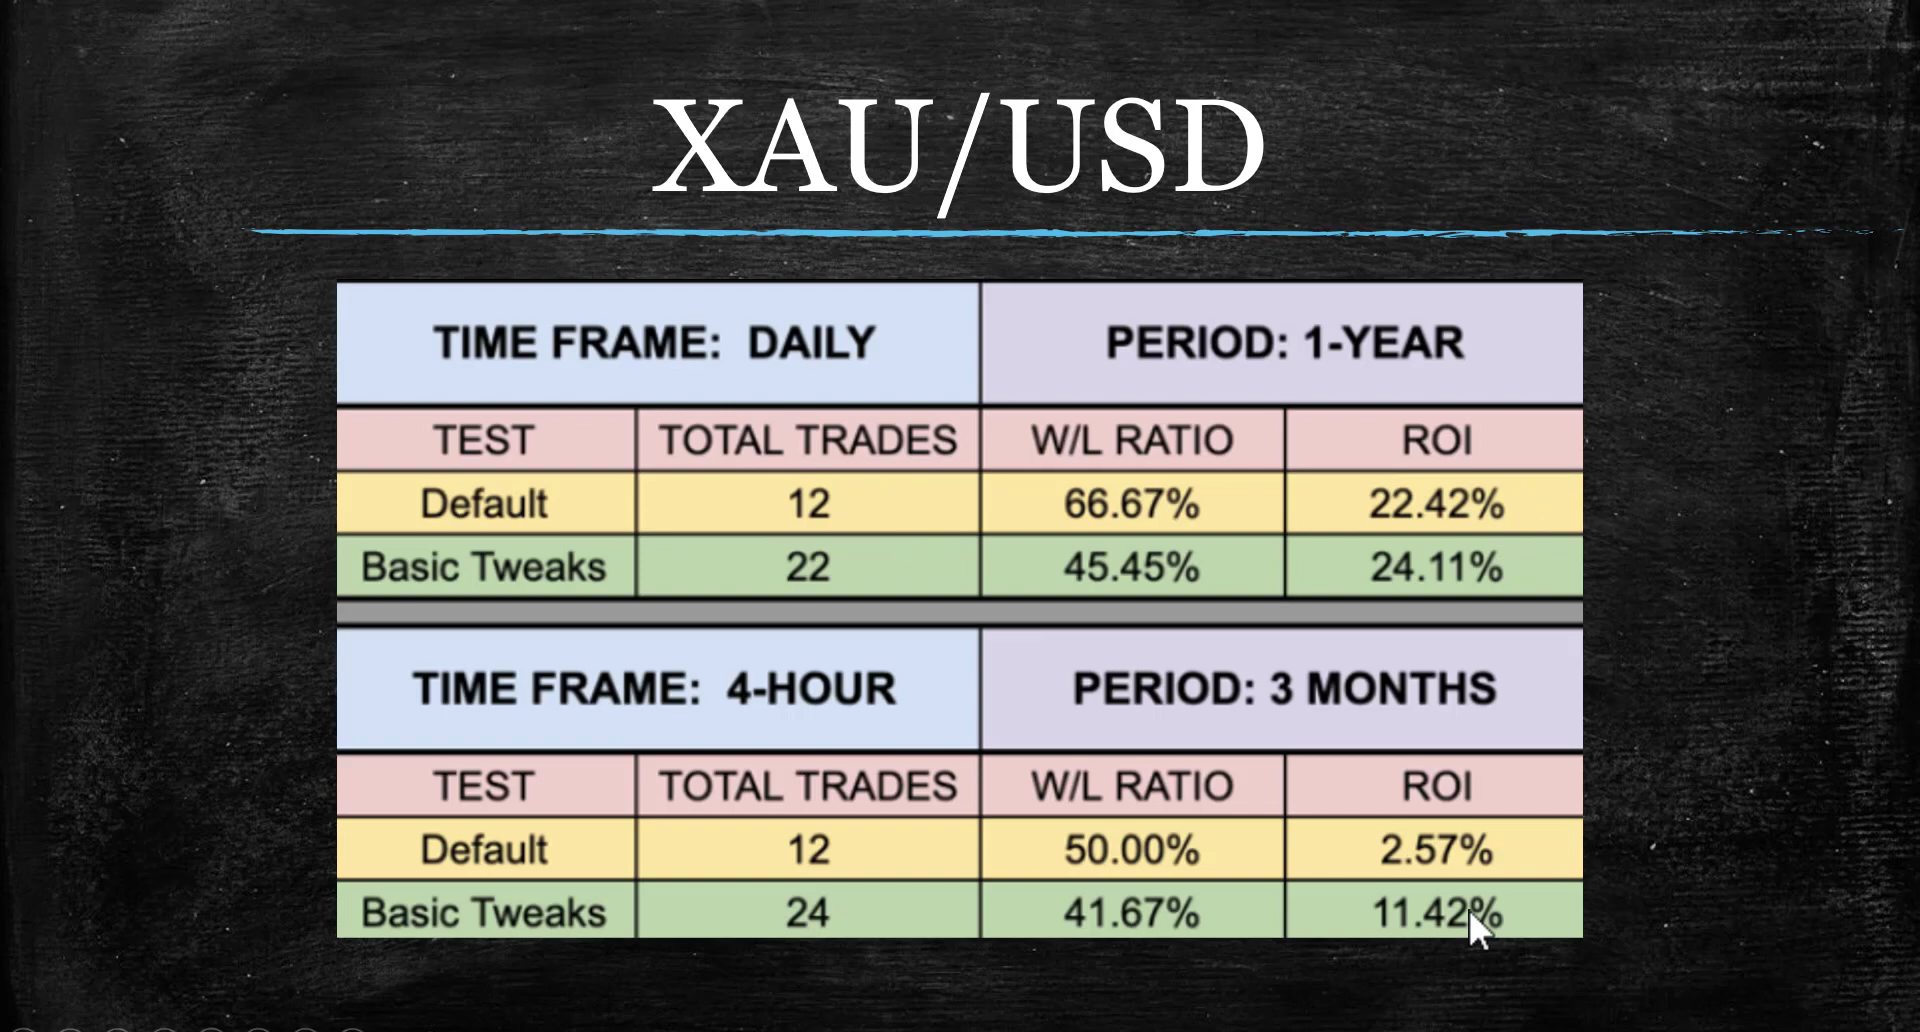 XAU/USD
TIME FRAME: DAILY PERIOD: 1-YEAR
TEST TOTAL TRADES W/L RATIO ROI
Default 12 66.67% 22.42%
Basic Tweaks 22 45.45% 24.11%
TIME FRAME: 4-HOUR PERIOD: 3 MONTHS
TEST TOTAL TRADES W/L RATIO ROI
Default 12 50.00% 2.57%
Basic Tweaks 24 41.67% 11.42%